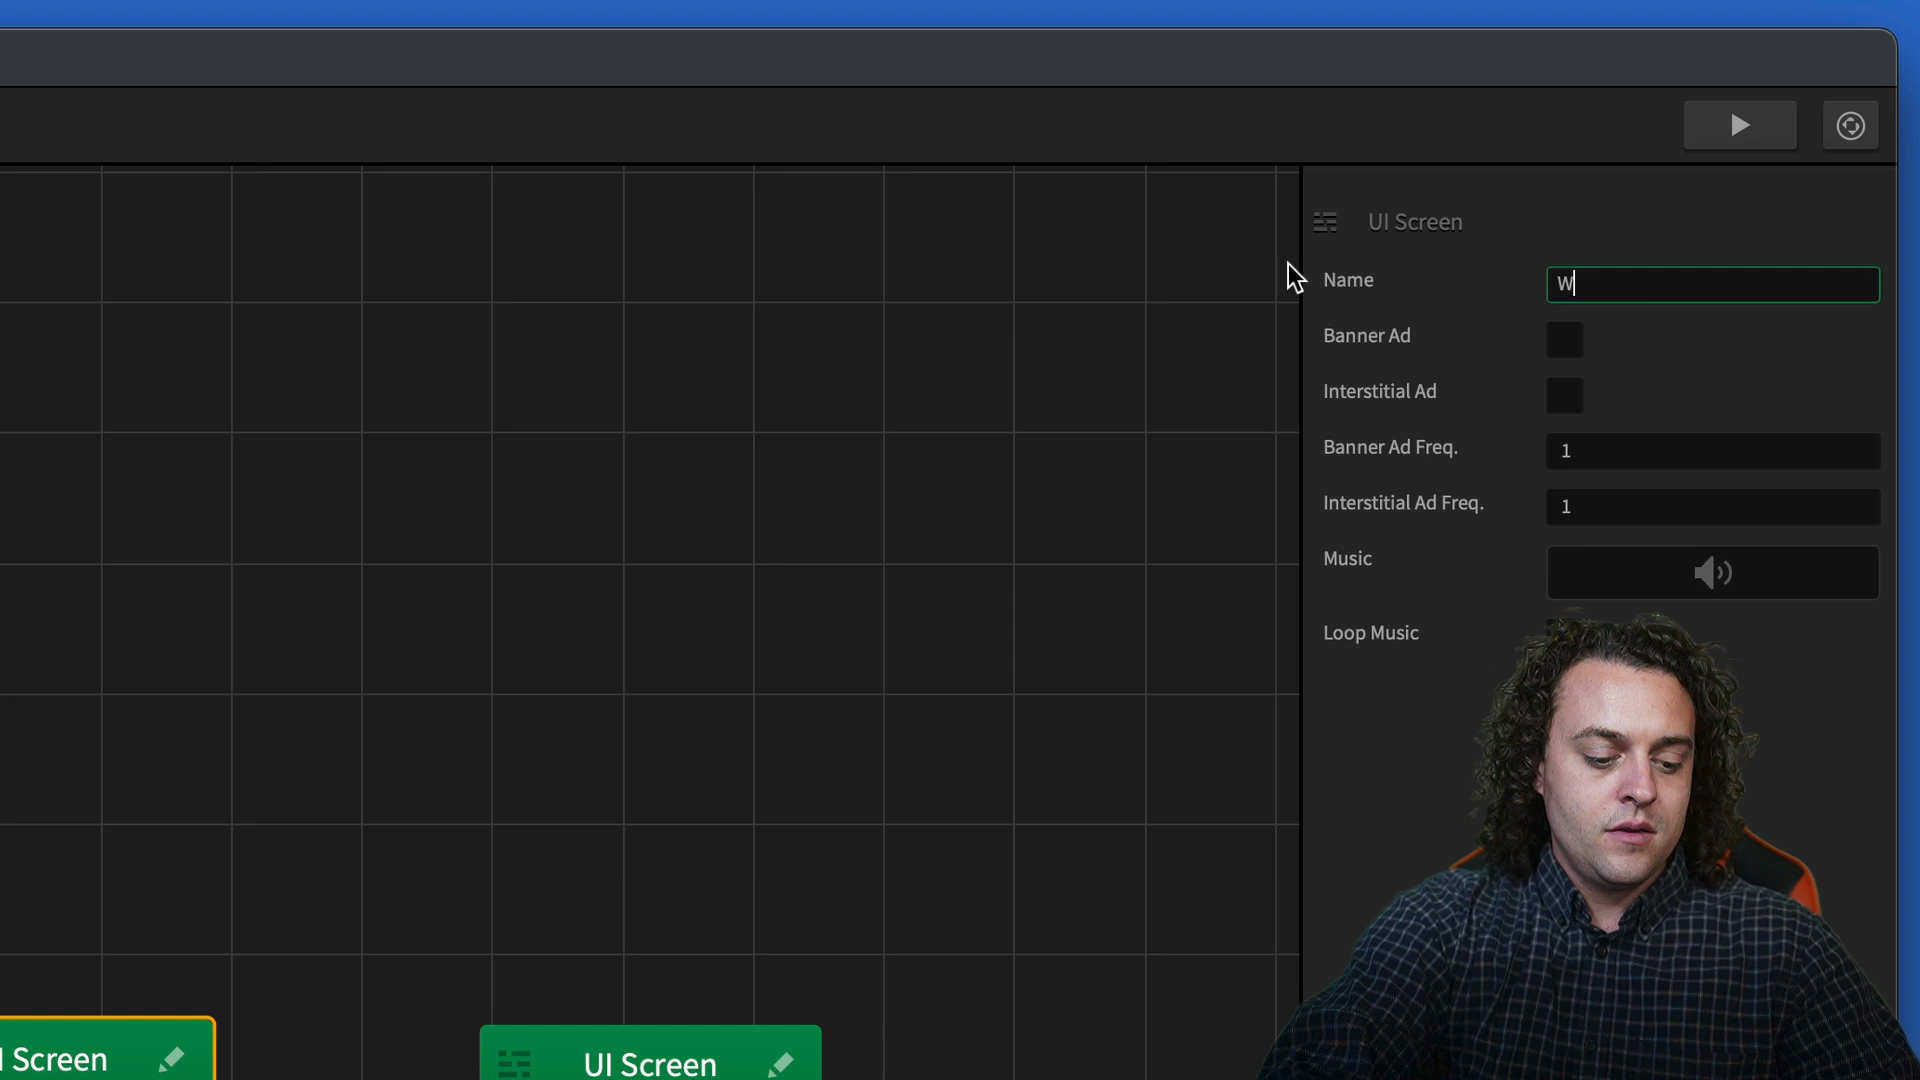 UI Screen
Name W
Banner Ad
Interstitial Ad
Banner Ad Freq. 1
Interstitial Ad Freq. 1
Music
Loop Music
I Screen
UI Screen